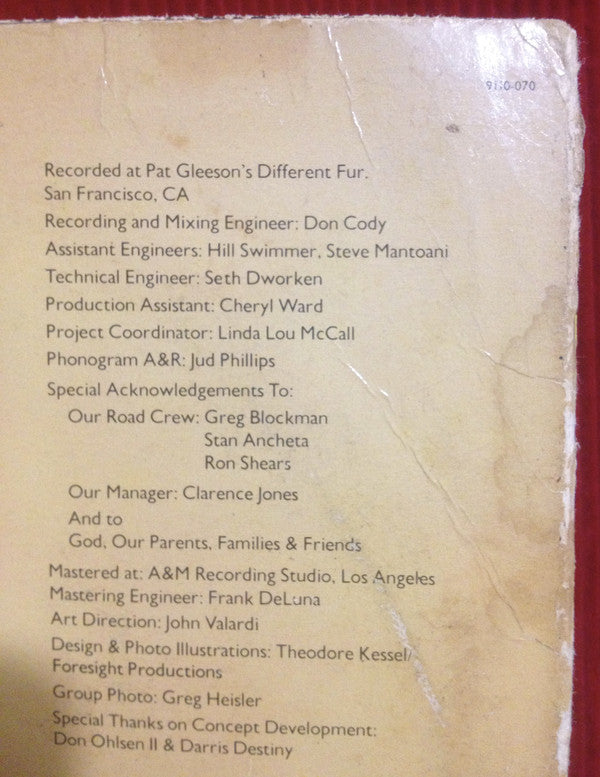 9110-070
Recorded at Pat Gleeson's Different Fur.
San Francisco, CA
Recording and Mixing Engineer: Don Cody
Assistant Engineers: Hill Swimmer, Steve Mantoani
Technical Engineer: Seth Dworken
Production Assistant: Cheryl Ward
Project Coordinator: Linda Lou McCall
Phonogram A&R: Jud Phillips
Special Acknowledgements To:
Our Road Crew: Greg Blockman
Stan Ancheta
Ron Shears
Our Manager: Clarence Jones
And to
God, Our Parents, Families & Friends
Mastered at: A&M Recording Studio, Los Angeles
Mastering Engineer: Frank DeLuna
Art Direction: John Valardi
Design & Photo Illustrations: Theodore Kessel/
Foresight Productions
Group Photo: Greg Heisler
Special Thanks on Concept Development:
Don Ohlsen II & Darris Destiny